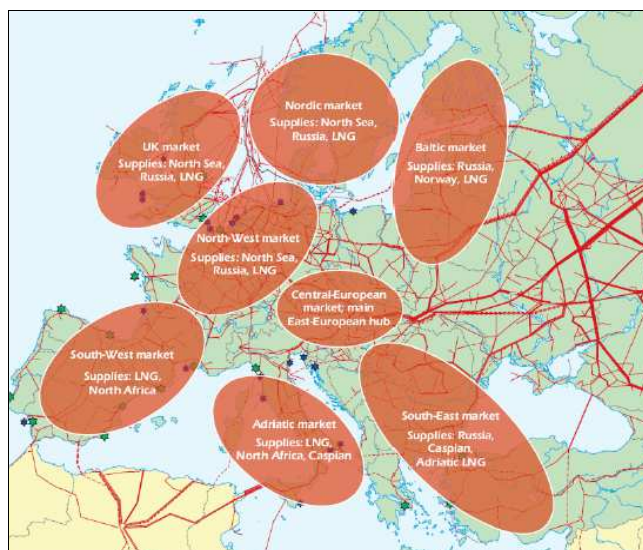 Nordic market
Supplies: North Sea,
Russia, LNG
UK market
Supplies: North Sea,
Russia, LNG
Baltic market
Supplies: Russia,
Norway, LNG
North-West market
Supplies: North Sea,
Russia, LNG
Central-European
market; main
East-European hub
South-West market
Supplies: LNG,
North Africa
Adriatic market
Supplies: LNG,
North Africa, Caspian
South-East market
Supplies: Russia,
Caspian,
Adriatic LNG